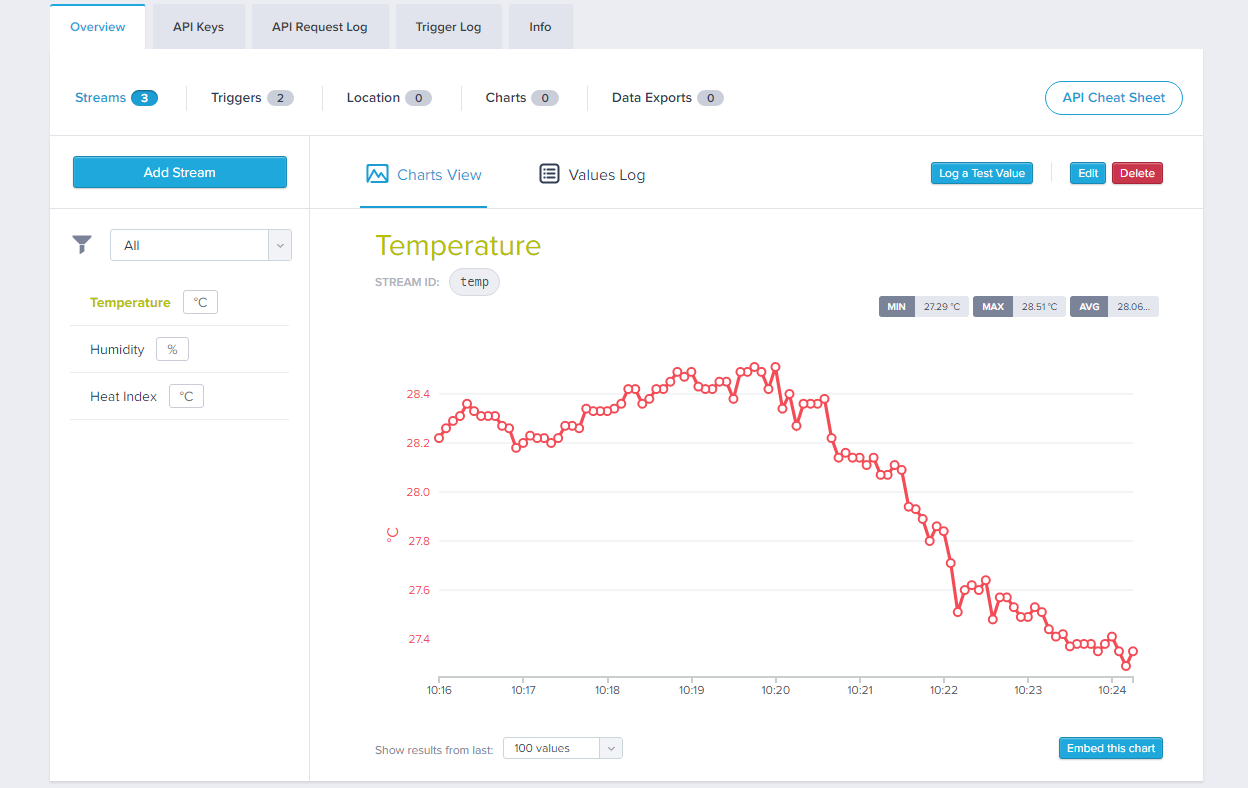 Overview API Keys API Request Log Trigger Log Info
Streams 3 Triggers 2 Location 0 Charts 0 Data Exports 0 API Cheat Sheet
Add Stream Charts View Values Log Log a Test Value Edit Delete
All
Temperature °C
Humidity %
Heat Index °C
Temperature
STREAM ID: temp
MIN 27.29 °C MAX 28.51 °C AVG 28.06...
28.4
28.2
28.0
27.8
27.6
27.4
°C
10:16 10:17 10:18 10:19 10:20 10:21 10:22 10:23 10:24
Show results from last: 100 values Embed this chart